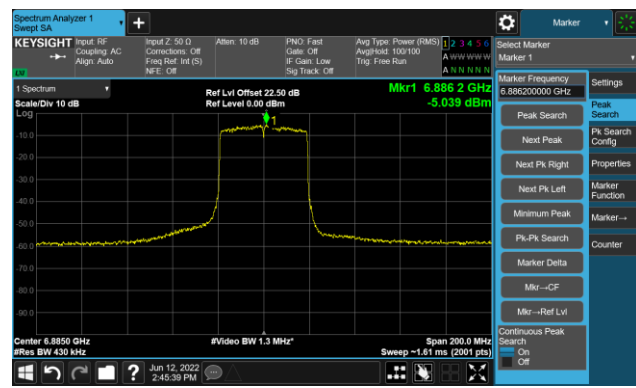 Spectrum Analyzer 1
Swept SA
+
Marker
KEYSIGHT
Input: RF
Coupling: AC
Align: Auto
Input Z: 50 Ω
Corrections: Off
Freq Ref: Int (S)
NFE: Off
Atten: 10 dB
PNO: Fast
Gate: Off
IF Gain: Low
Sig Track: Off
Avg Type: Power (RMS)
Avg|Hold: 100/100
Trig: Free Run
1 2 3 4 5 6
A W W W W W
A N N N N N
LXI
Select Marker
Marker 1
1 Spectrum
Scale/Div 10 dB
Log
Ref Lvl Offset 22.50 dB
Ref Level 0.00 dBm
Mkr1 6.886 2 GHz
-5.039 dBm
1
-10.0
-20.0
-30.0
-40.0
-50.0
-60.0
-70.0
-80.0
-90.0
Center 6.8850 GHz
#Res BW 430 kHz
#Video BW 1.3 MHz*
Span 200.0 MHz
Sweep ~1.61 ms (2001 pts)
Marker Frequency
6.886200000 GHz
Peak Search
Next Peak
Next Pk Right
Next Pk Left
Minimum Peak
Pk-Pk Search
Marker Delta
Mkr→CF
Mkr→Ref Lvl
Continuous Peak
Search
On
Off
Settings
Peak
Search
Pk Search
Config
Properties
Marker
Function
Marker→
Counter
?
Jun 12, 2022
2:45:39 PM